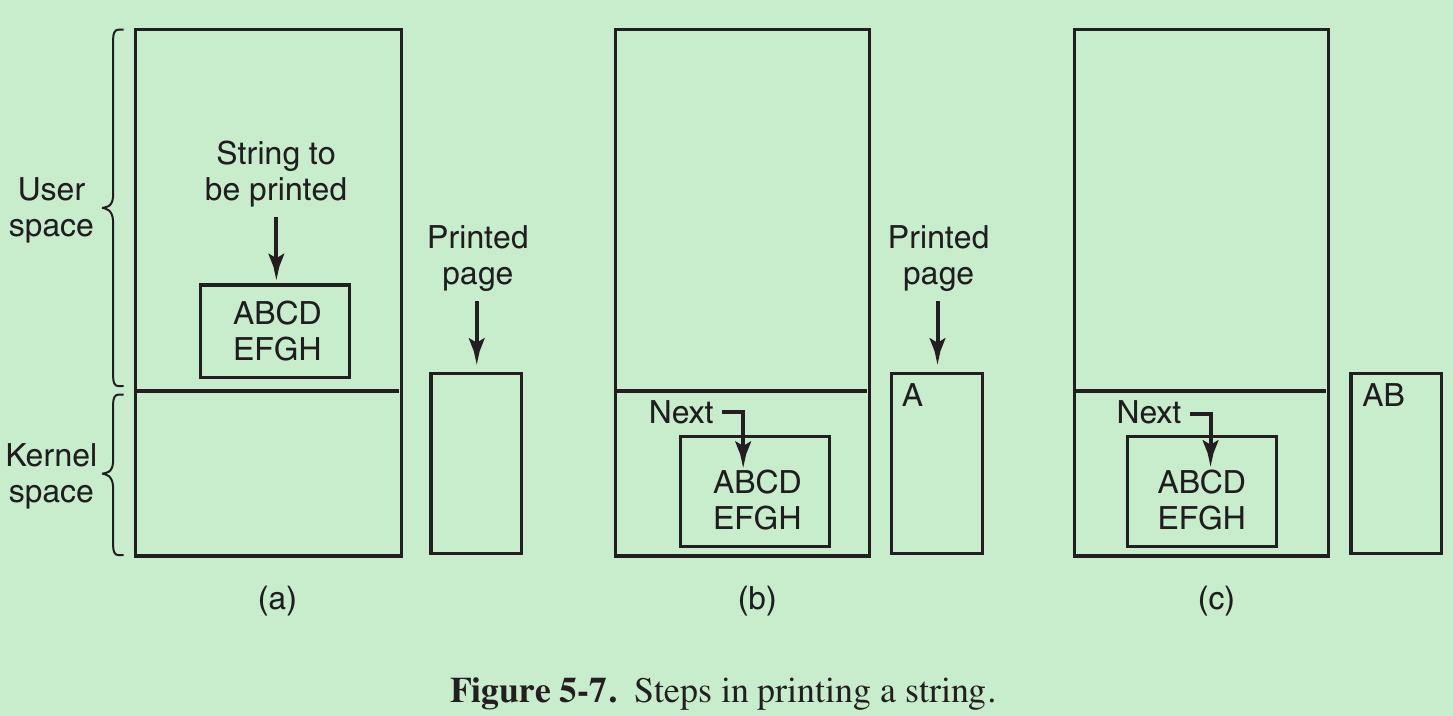 User
space
Kernel
space
String to
be printed
ABCD
EFGH
(a)
Printed
page
Next
ABCD
EFGH
(b)
Printed
page
A
Next
ABCD
EFGH
(c)
AB
Figure 5-7. Steps in printing a string.